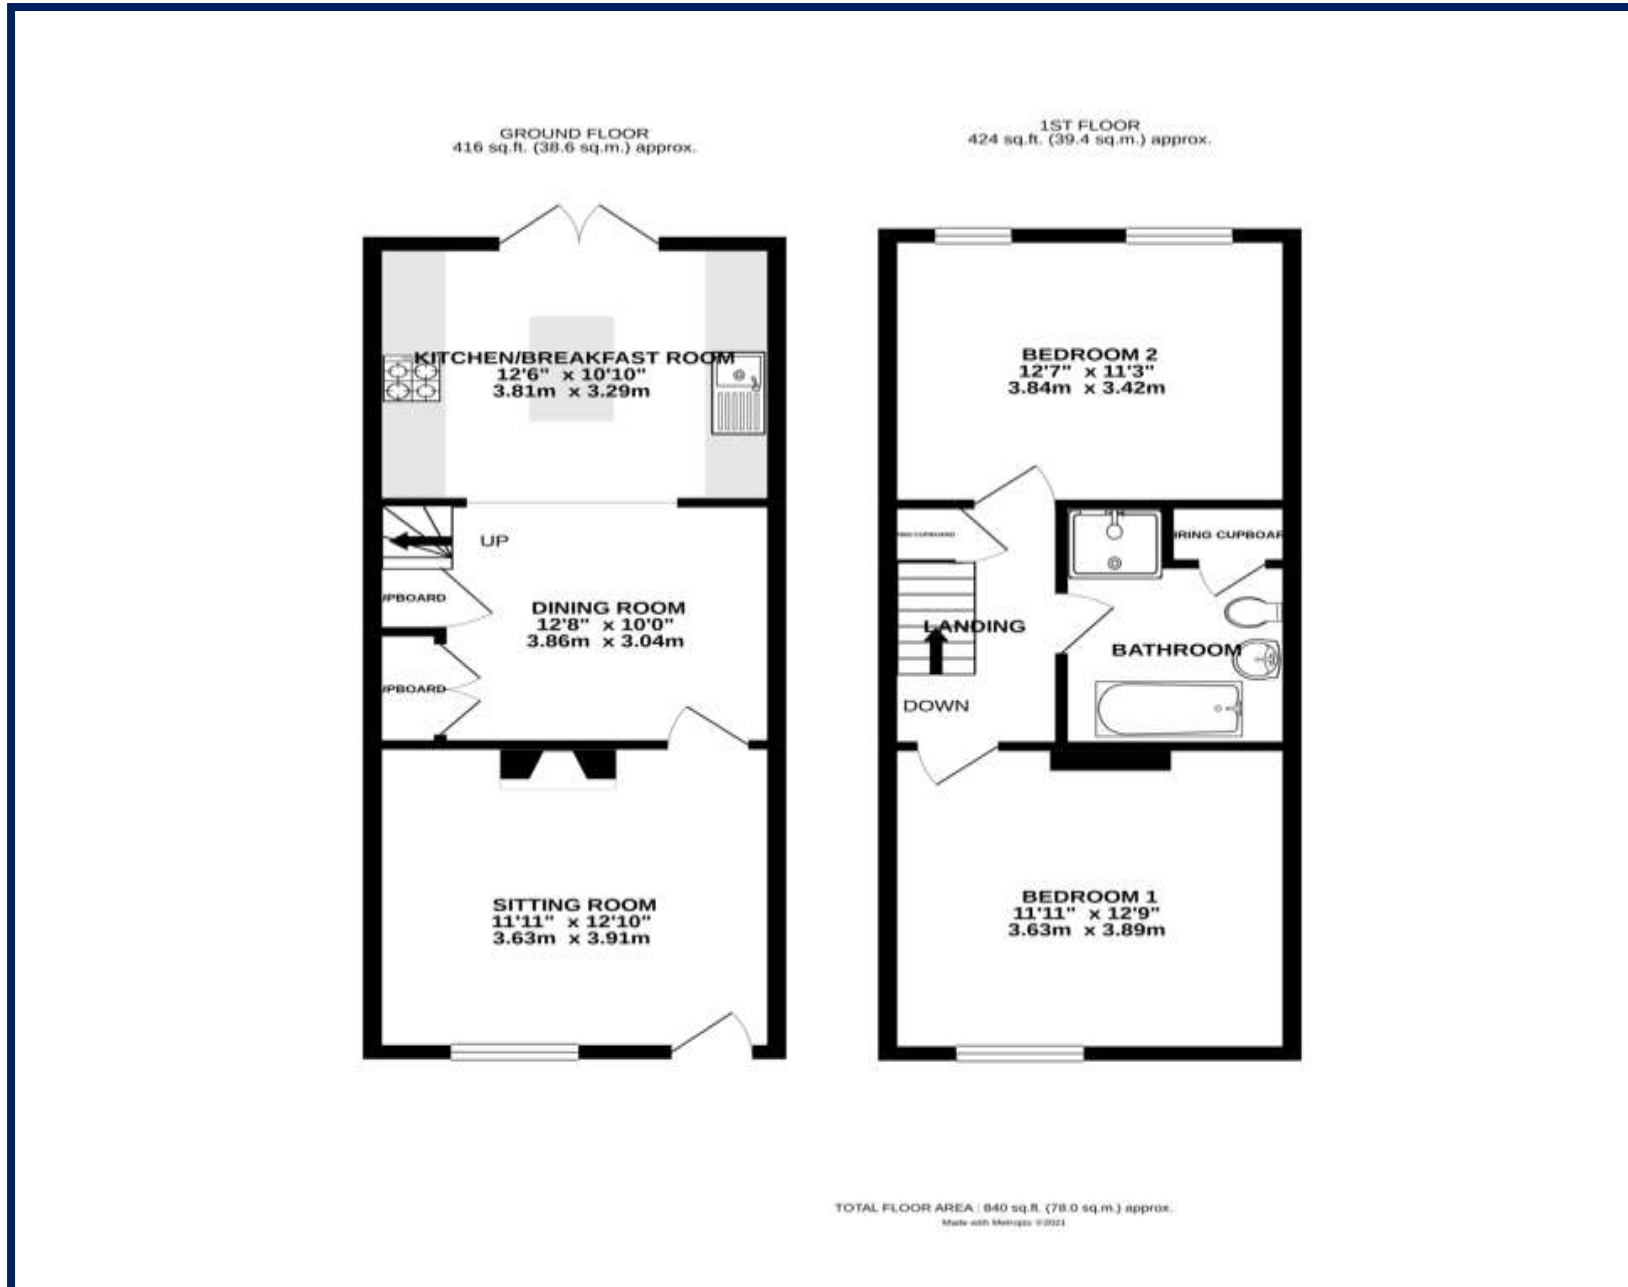 GROUND FLOOR
416 sq.ft. (38.6 sq.m.) approx.
KITCHEN/BREAKFAST ROOM
12'6" x 10'10"
3.81m x 3.29m
UP
UPBOARD
DINING ROOM
12'8" x 10'0"
3.86m x 3.04m
UPBOARD
SITTING ROOM
11'11" x 12'10"
3.63m x 3.91m
1ST FLOOR
424 sq.ft. (39.4 sq.m.) approx.
BEDROOM 2
12'7" x 11'3"
3.84m x 3.42m
CUPBOARD
IRING CUPBOAR
LANDING
BATHROOM
DOWN
BEDROOM 1
11'11" x 12'9"
3.63m x 3.89m
TOTAL FLOOR AREA : 840 sq.ft. (78.0 sq.m.) approx.
Made with Metropix ©2021